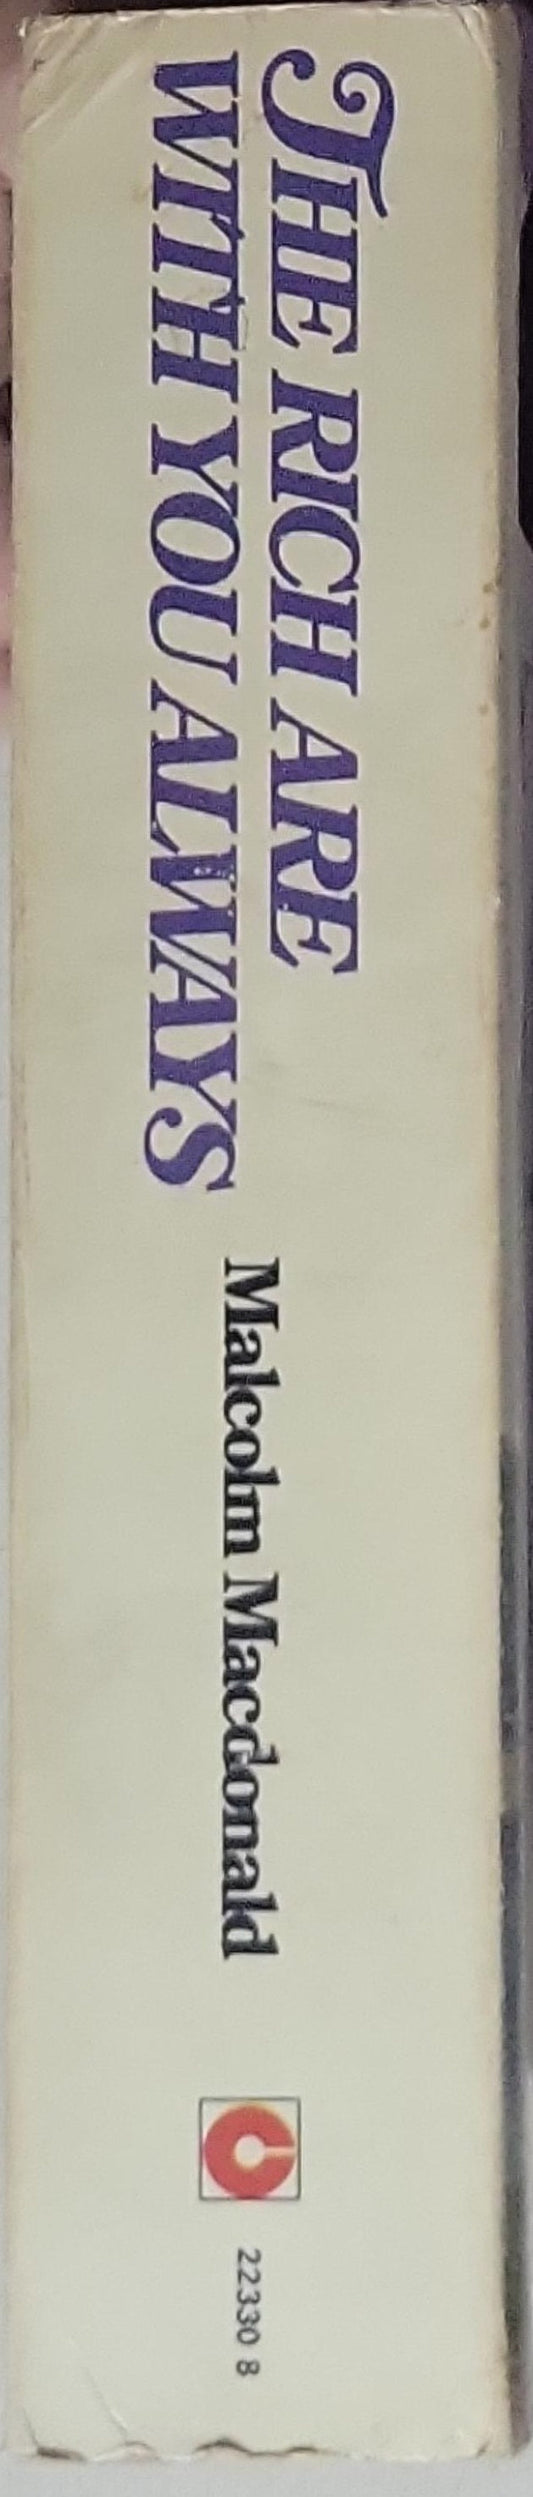 THE RICH ARE
WITH YOU ALWAYS
Malcolm Macdonald
22330 8